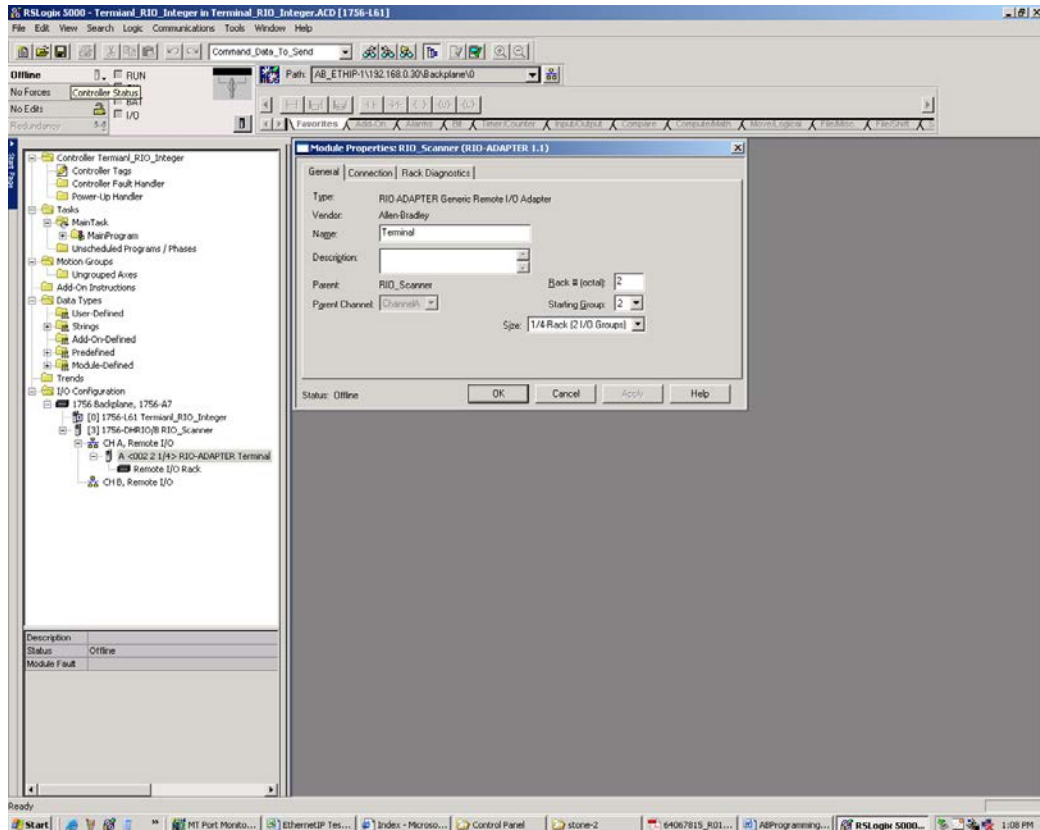 RSLogix 5000 - Termianl_RIO_Integer in Terminal_RIO_Integer.ACD [1756-L61]
File Edit View Search Logic Communications Tools Window Help
Command_Data_To_Send
Offline
RUN
Path: AB_ETHIP-1\192.168.0.30\Backplane\0
No Forces
Controller Status
No Edits
BAT
I/O
Redundancy
Favorites Add-On Alarms Bit Timer/Counter Input/Output Compare Compute/Math Move/Logical File/Misc. File/Shift
Start Page
Controller Termianl_RIO_Integer
Controller Tags
Controller Fault Handler
Power-Up Handler
Tasks
MainTask
MainProgram
Unscheduled Programs / Phases
Motion Groups
Ungrouped Axes
Add-On Instructions
Data Types
User-Defined
Strings
Add-On-Defined
Predefined
Module-Defined
Trends
I/O Configuration
1756 Backplane, 1756-A7
[0] 1756-L61 Termianl_RIO_Integer
[3] 1756-DHRIO/B RIO_Scanner
CH A, Remote I/O
A <002 2 1/4> RIO-ADAPTER Terminal
Remote I/O Rack
CH B, Remote I/O
Module Properties: RIO_Scanner (RIO-ADAPTER 1.1)
General Connection Rack Diagnostics
Type: RIO-ADAPTER Generic Remote I/O Adapter
Vendor: Allen-Bradley
Name: Terminal
Description:
Parent: RIO_Scanner
Rack # (octal): 2
Parent Channel: ChannelA
Starting Group: 2
Size: 1/4 Rack (2 I/O Groups)
Status: Offline
OK Cancel Apply Help
Description
Status Offline
Module Fault
Ready
Start MT Port Monito... EthernetIP Tes... Index - Microso... Control Panel stone-2 64067815_R01... ABProgramming... RSLogix 5000... 1:08 PM